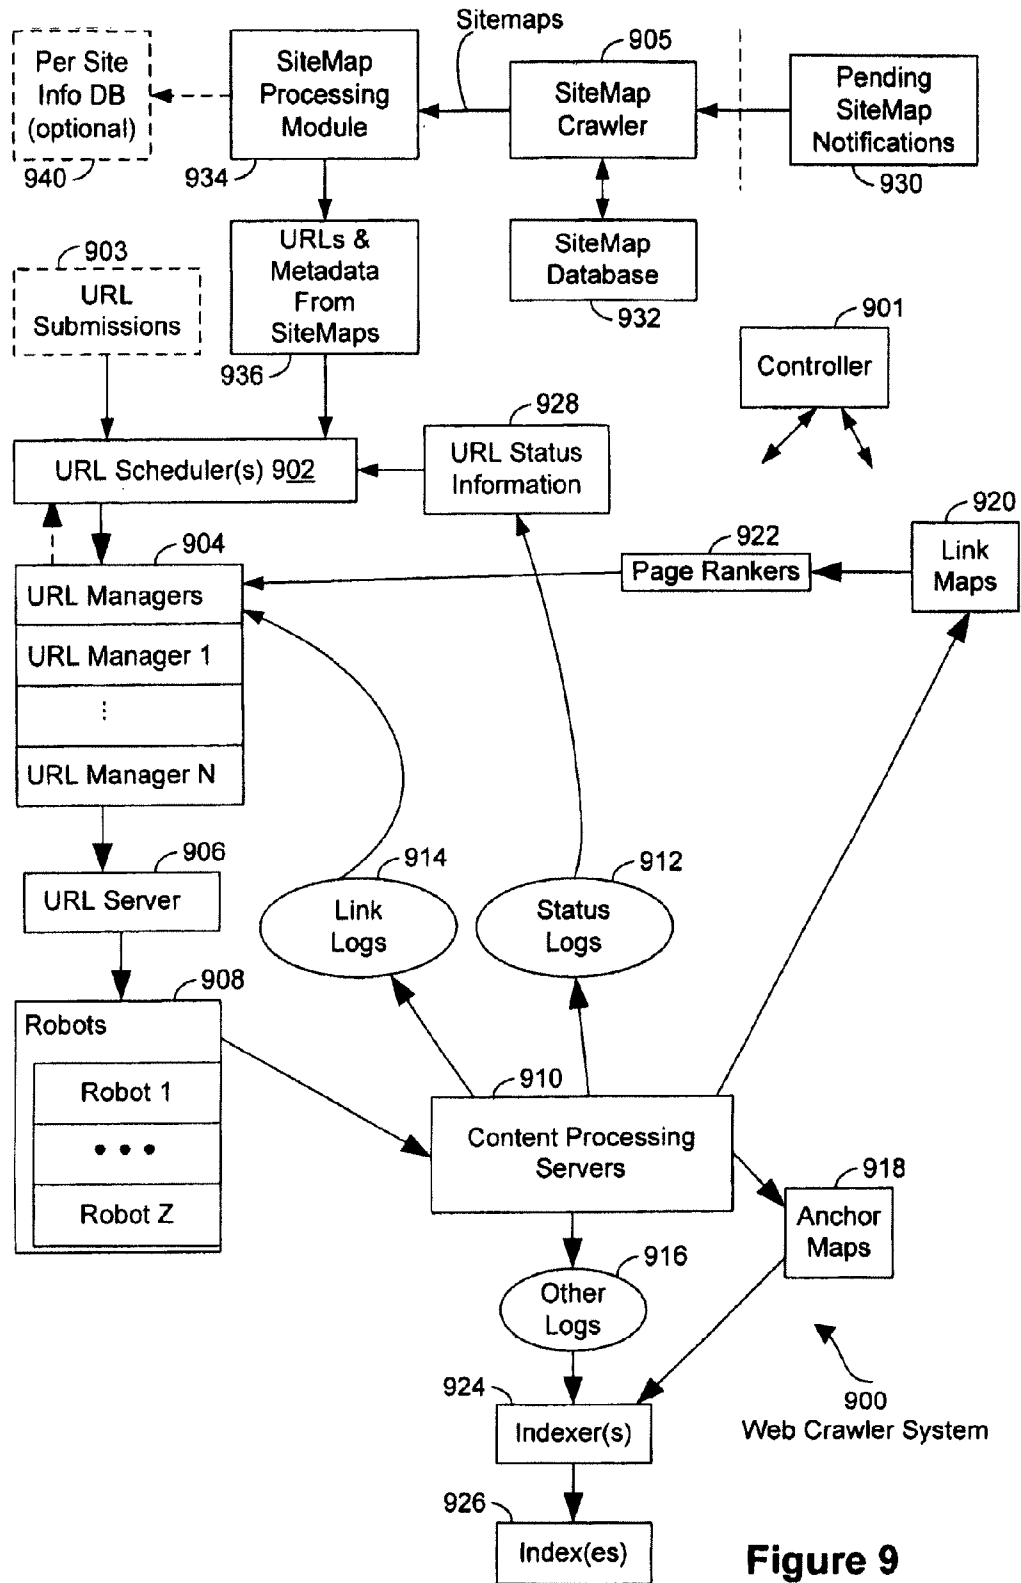 Sitemaps
905
Per Site
Info DB
(optional)
940
SiteMap
Processing
Module
934
SiteMap
Crawler
Pending
SiteMap
Notifications
930
903
URL
Submissions
URLs &
Metadata
From
SiteMaps
936
SiteMap
Database
932
901
Controller
928
URL Status
Information
URL Scheduler(s) 902
920
Link
Maps
922
Page Rankers
904
URL Managers
URL Manager 1
⋮
URL Manager N
906
URL Server
914
Link
Logs
912
Status
Logs
908
Robots
Robot 1
• • •
Robot Z
910
Content Processing
Servers
918
Anchor
Maps
916
Other
Logs
924
Indexer(s)
900
Web Crawler System
926
Index(es)
Figure 9